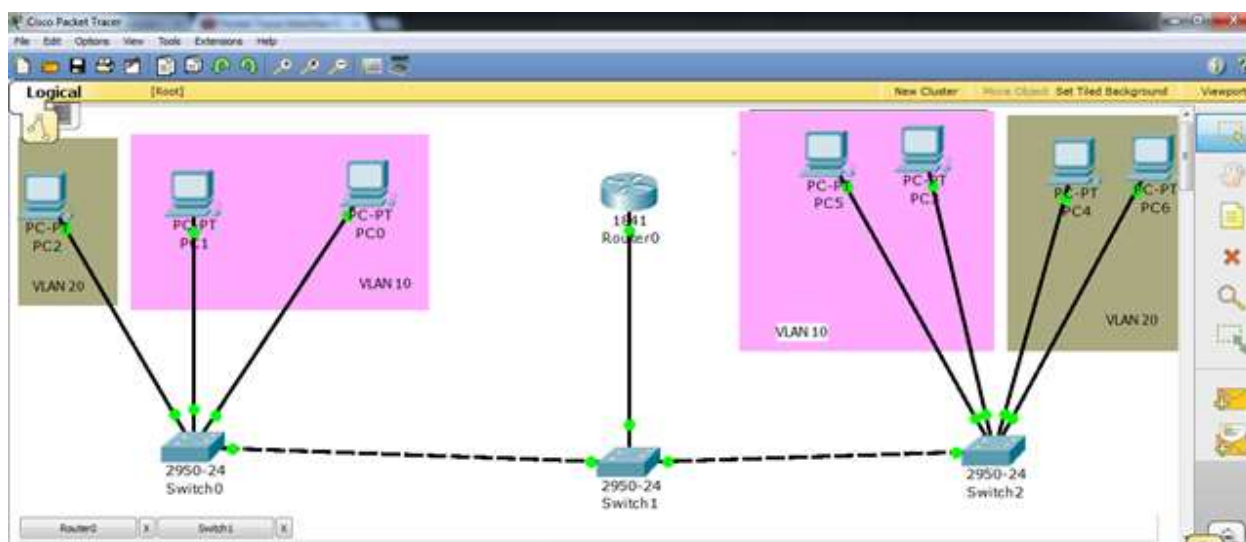 Cisco Packet Tracer
File Edit Options View Tools Extensions Help
Logical [Root] New Cluster Move Object Set Tiled Background Viewport
PC-PT
PC2
VLAN 20
PC-PT
PC1
PC-PT
PC0
VLAN 10
1841
Router0
PC-PT
PC5
PC-PT
VLAN 10
PC-PT
PC4
PC-PT
PC6
VLAN 20
2950-24
Switch0
2950-24
Switch1
2950-24
Switch2
Router0 X Switch1 X